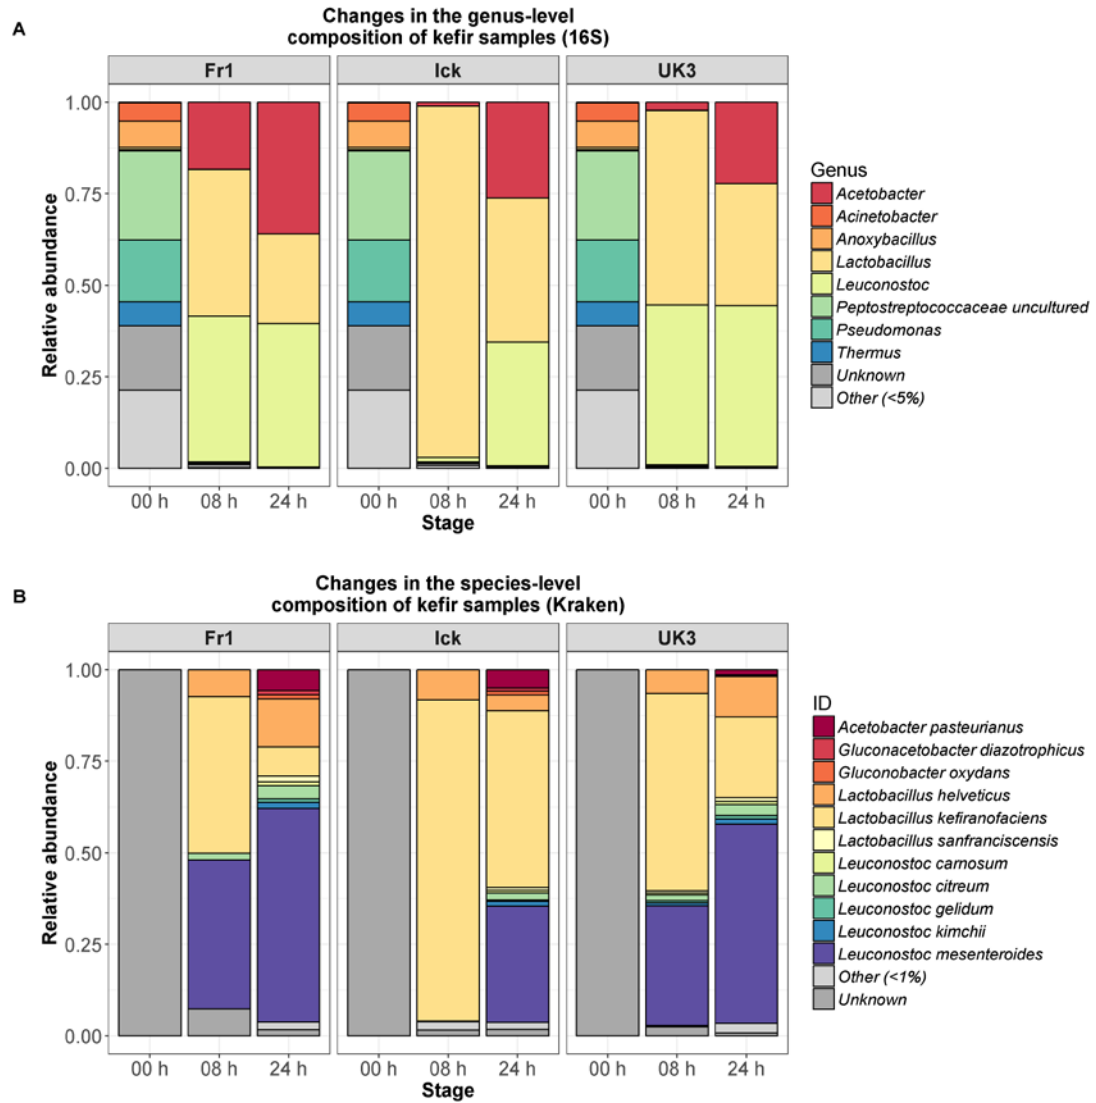 A
Changes in the genus-level
composition of kefir samples (16S)
Fr1
Ick
UK3
1.00
0.75
0.50
0.25
0.00
Relative abundance
00 h 08 h 24 h
00 h 08 h 24 h
00 h 08 h 24 h
Stage
Genus
Acetobacter
Acinetobacter
Anoxybacillus
Lactobacillus
Leuconostoc
Peptostreptococcaceae uncultured
Pseudomonas
Thermus
Unknown
Other (<5%)
B
Changes in the species-level
composition of kefir samples (Kraken)
Fr1
Ick
UK3
1.00
0.75
0.50
0.25
0.00
Relative abundance
00 h 08 h 24 h
00 h 08 h 24 h
00 h 08 h 24 h
Stage
ID
Acetobacter pasteurianus
Gluconacetobacter diazotrophicus
Gluconobacter oxydans
Lactobacillus helveticus
Lactobacillus kefiranofaciens
Lactobacillus sanfranciscensis
Leuconostoc carnosum
Leuconostoc citreum
Leuconostoc gelidum
Leuconostoc kimchii
Leuconostoc mesenteroides
Other (<1%)
Unknown